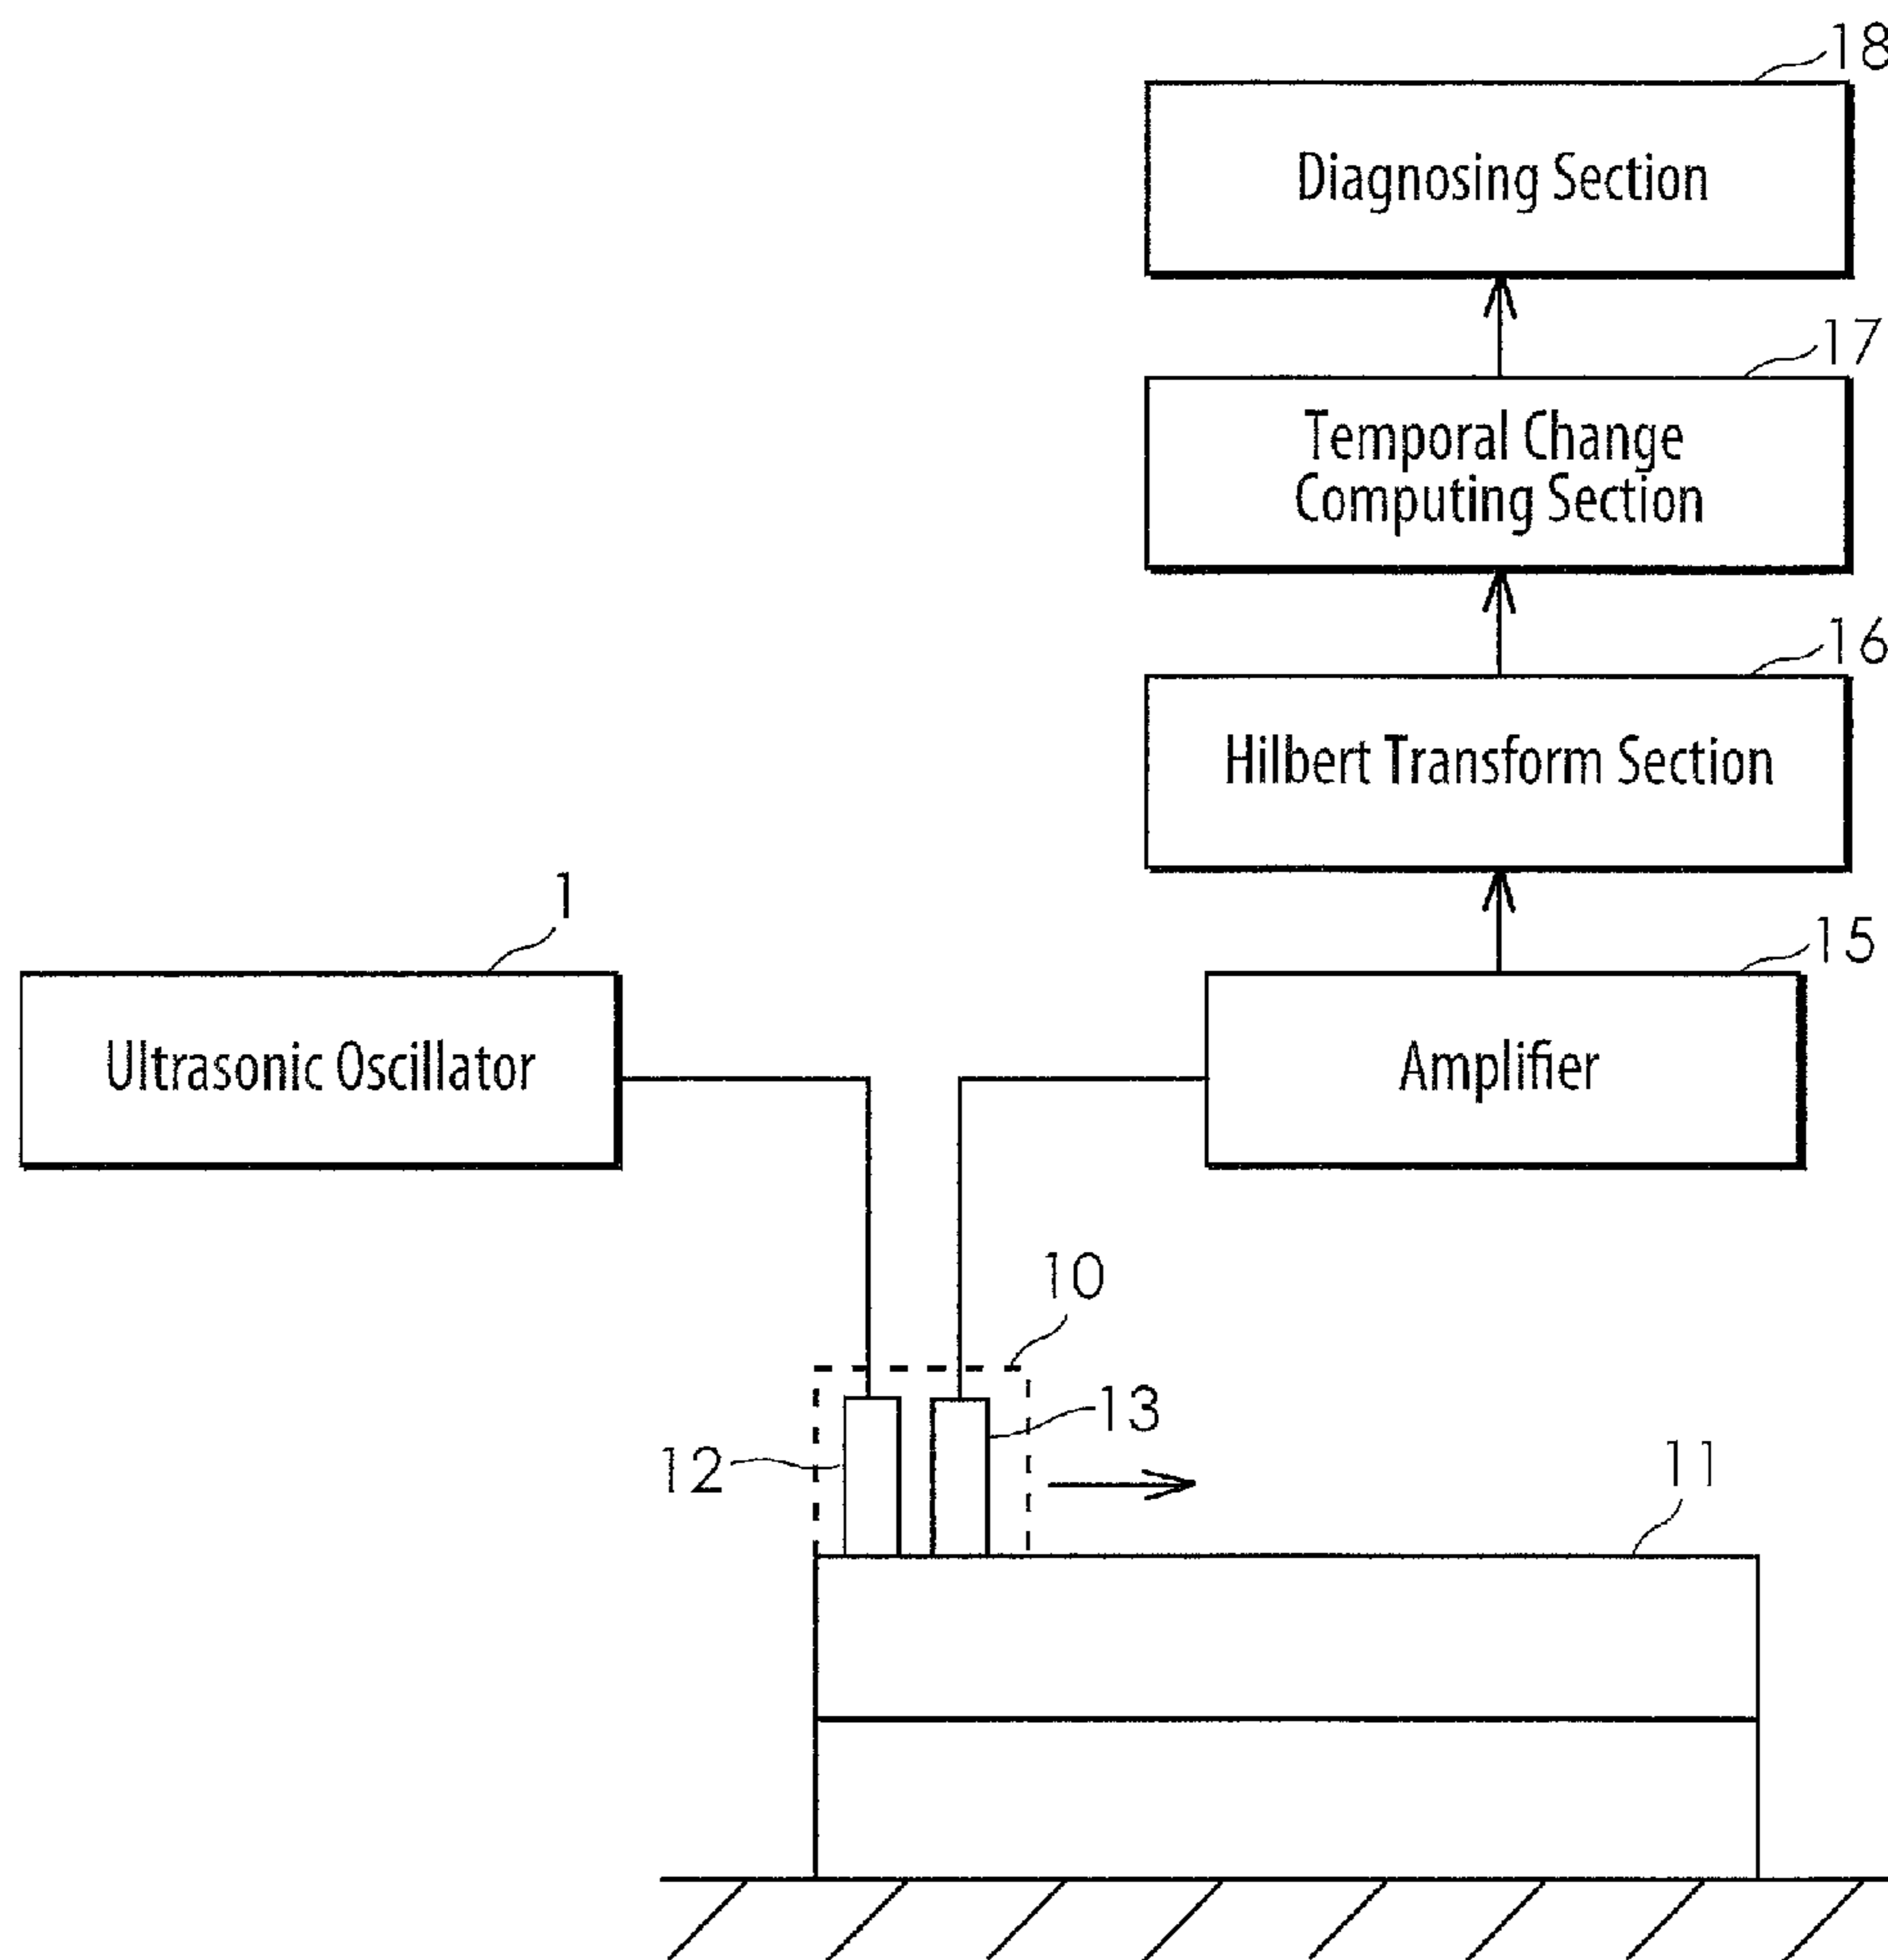 18
Diagnosing Section
17
Temporal Change
Computing Section
16
Hilbert Transform Section
1
15
Ultrasonic Oscillator
Amplifier
10
13
12
11